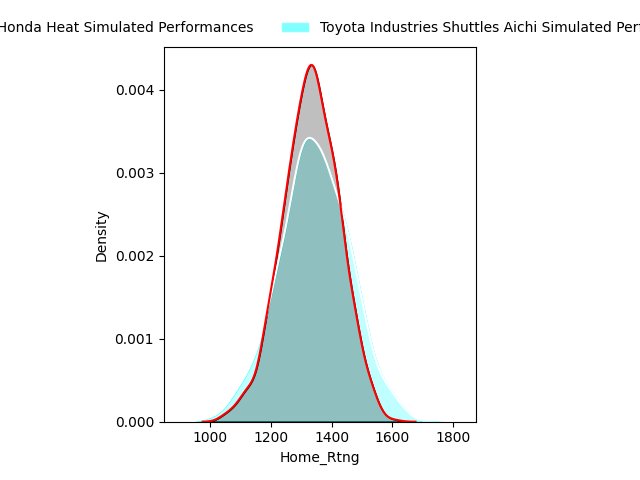 Honda Heat Simulated Performances
Toyota Industries Shuttles Aichi Simulated
0.004
0.003
0.002
0.001
0.000
Density
1000 1200 1400 1600 1800
Home_Rtng